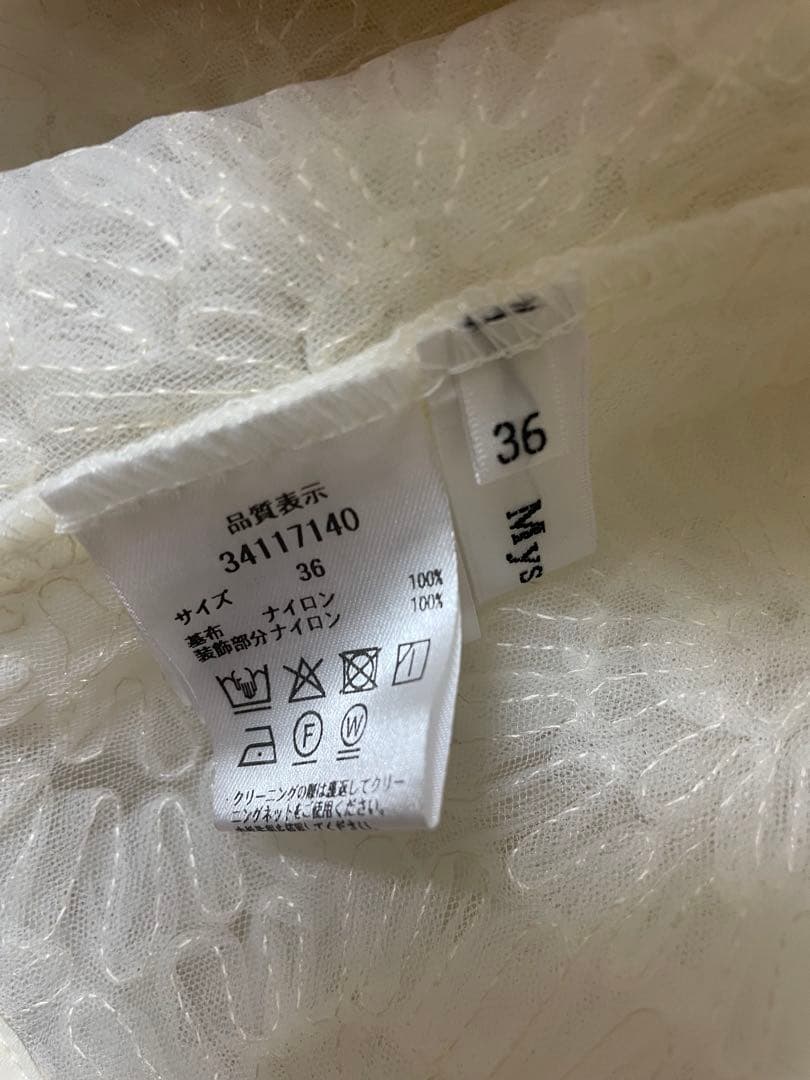 品質表示
34117140
サイズ 36
基布 ナイロン 100%
装飾部分ナイロン 100%
F W
・クリーニングの際は裏返してクリー
ニングネットをご使用ください。
36
Mys